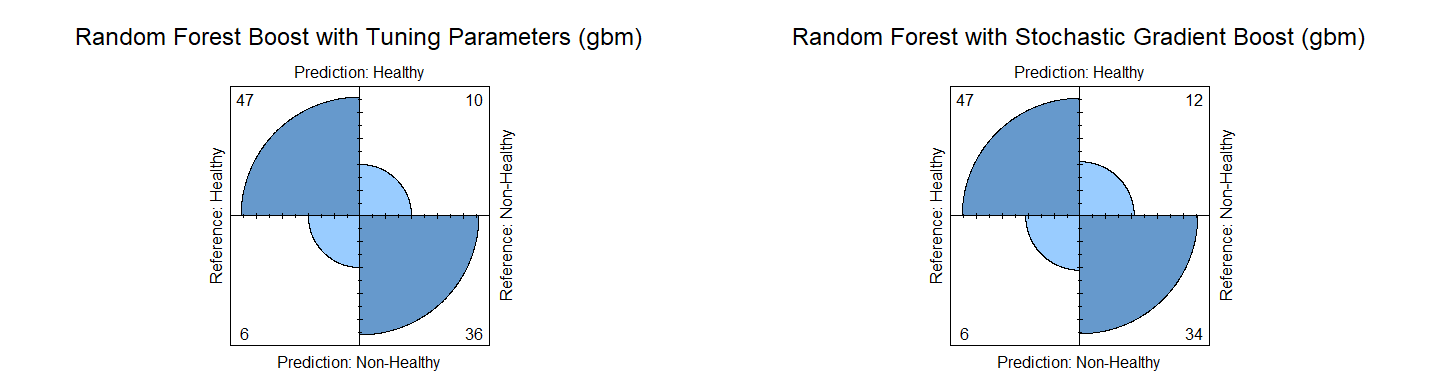 Random Forest Boost with Tuning Parameters (gbm)
Prediction: Healthy
47
10
Reference: Healthy
Reference: Non-Healthy
6
36
Prediction: Non-Healthy
Random Forest with Stochastic Gradient Boost (gbm)
Prediction: Healthy
47
12
Reference: Healthy
Reference: Non-Healthy
6
34
Prediction: Non-Healthy